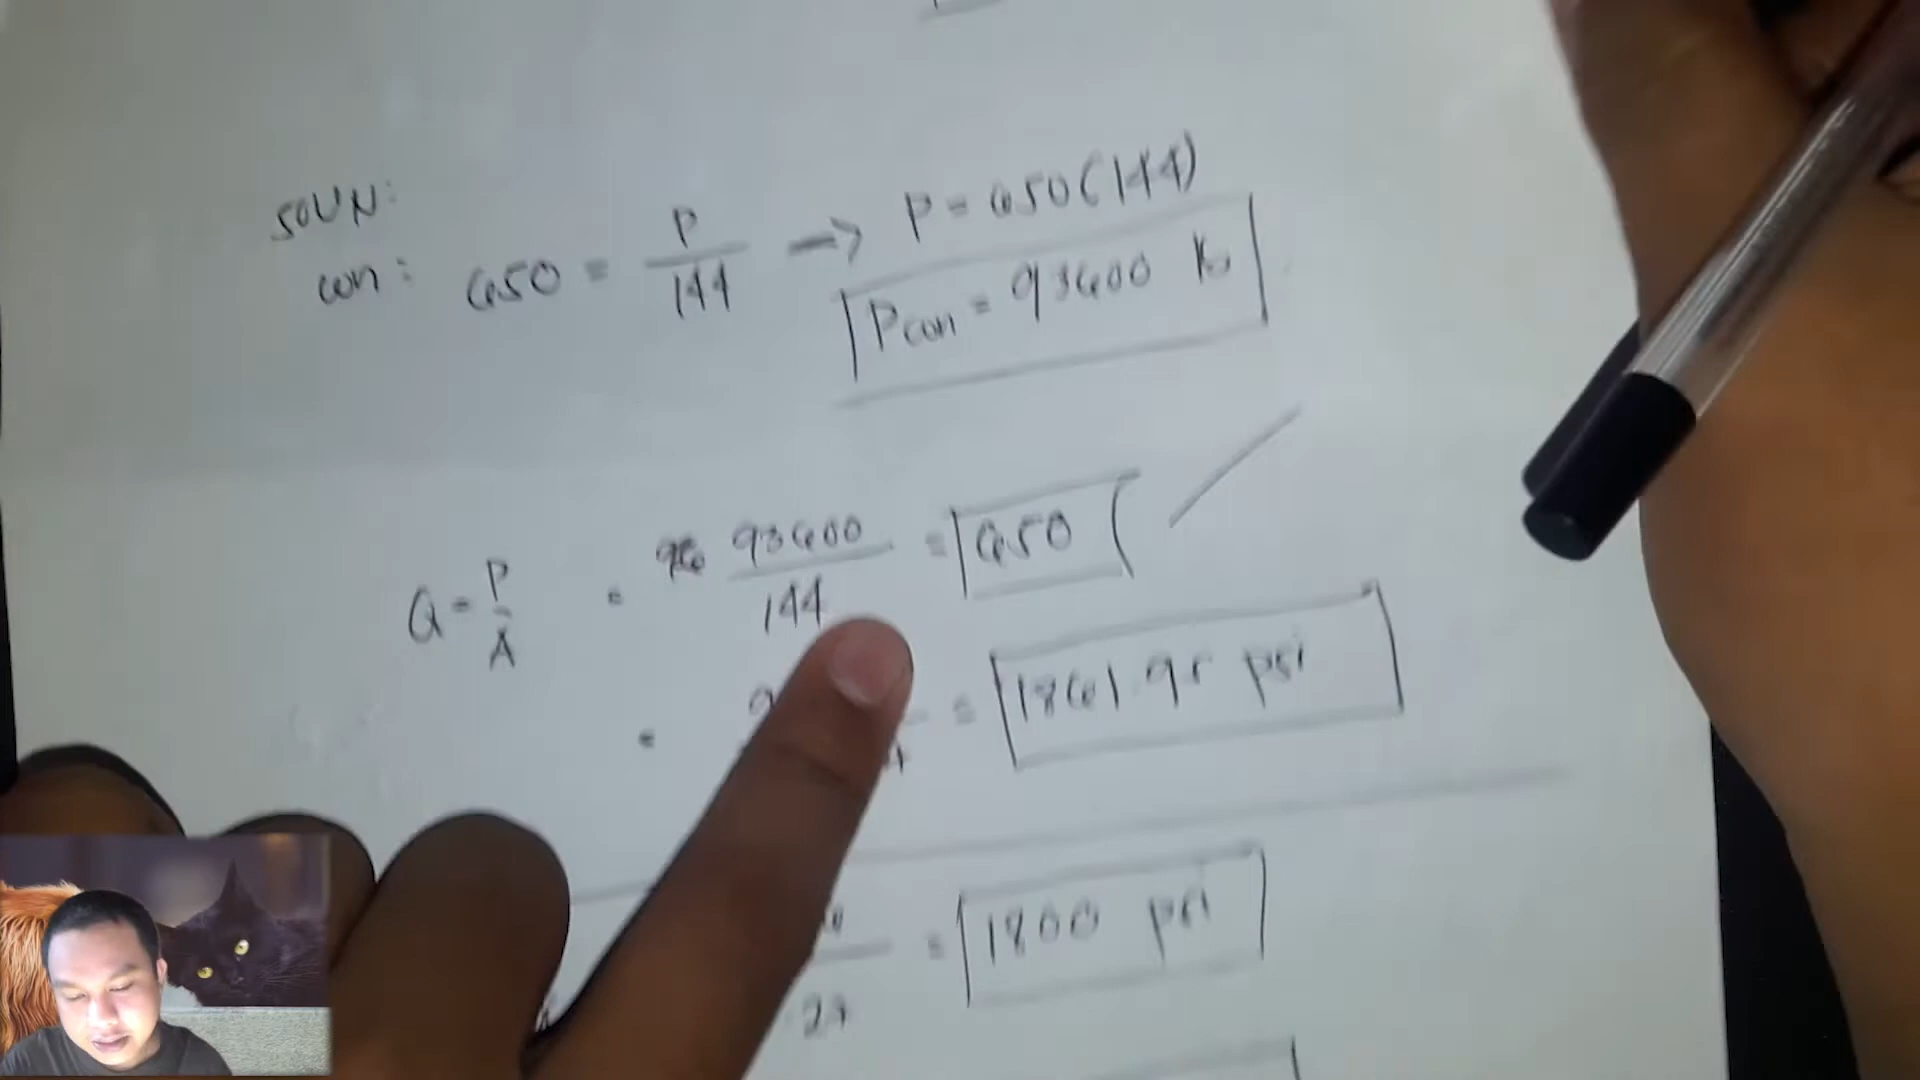 SOLN:
con: 650 = P/144 → P = 650(144)
Pcon = 93600 lb
Q = P/A = 93600/144 = 650
= 1861.95 psi
= 1800 psi